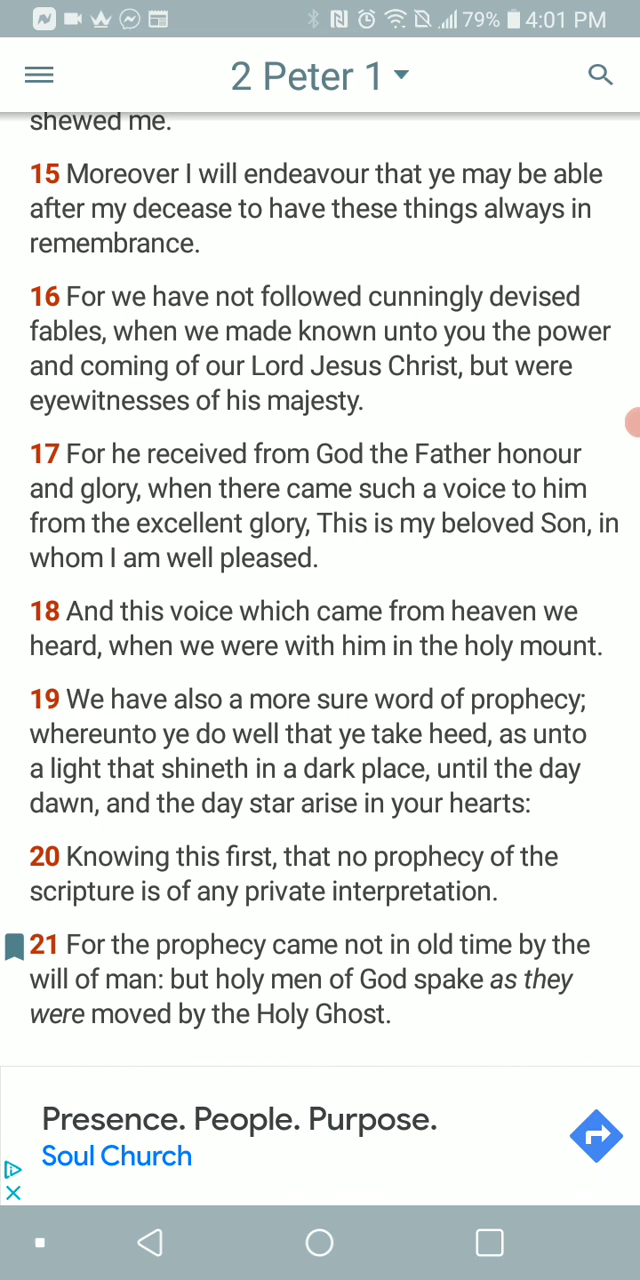 79% 4:01 PM
2 Peter 1
shewed me.
15 Moreover I will endeavour that ye may be able
after my decease to have these things always in
remembrance.
16 For we have not followed cunningly devised
fables, when we made known unto you the power
and coming of our Lord Jesus Christ, but were
eyewitnesses of his majesty.
17 For he received from God the Father honour
and glory, when there came such a voice to him
from the excellent glory, This is my beloved Son, in
whom I am well pleased.
18 And this voice which came from heaven we
heard, when we were with him in the holy mount.
19 We have also a more sure word of prophecy;
whereunto ye do well that ye take heed, as unto
a light that shineth in a dark place, until the day
dawn, and the day star arise in your hearts:
20 Knowing this first, that no prophecy of the
scripture is of any private interpretation.
21 For the prophecy came not in old time by the
will of man: but holy men of God spake as they
were moved by the Holy Ghost.
Presence. People. Purpose.
Soul Church